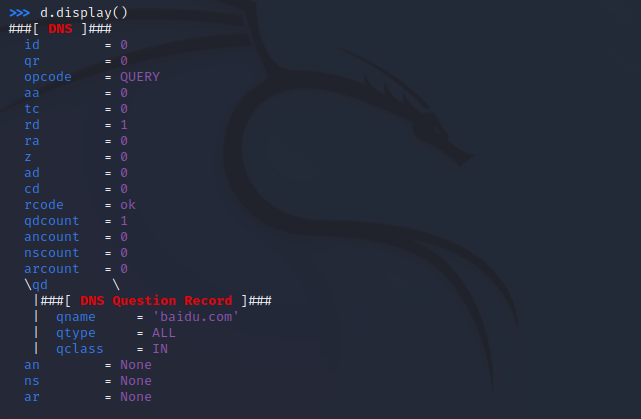 >>> d.display()
###[ DNS ]###
  id        = 0
  qr        = 0
  opcode    = QUERY
  aa        = 0
  tc        = 0
  rd        = 1
  ra        = 0
  z         = 0
  ad        = 0
  cd        = 0
  rcode     = ok
  qdcount   = 1
  ancount   = 0
  nscount   = 0
  arcount   = 0
  \qd        \
   |###[ DNS Question Record ]###
   |  qname     = 'baidu.com'
   |  qtype     = ALL
   |  qclass    = IN
  an        = None
  ns        = None
  ar        = None